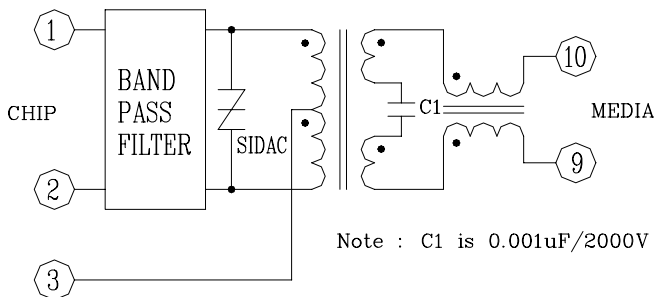 1
10
BAND
PASS
FILTER
CHIP
C1
MEDIA
SIDAC
2
9
Note : C1 is 0.001uF/2000V
3